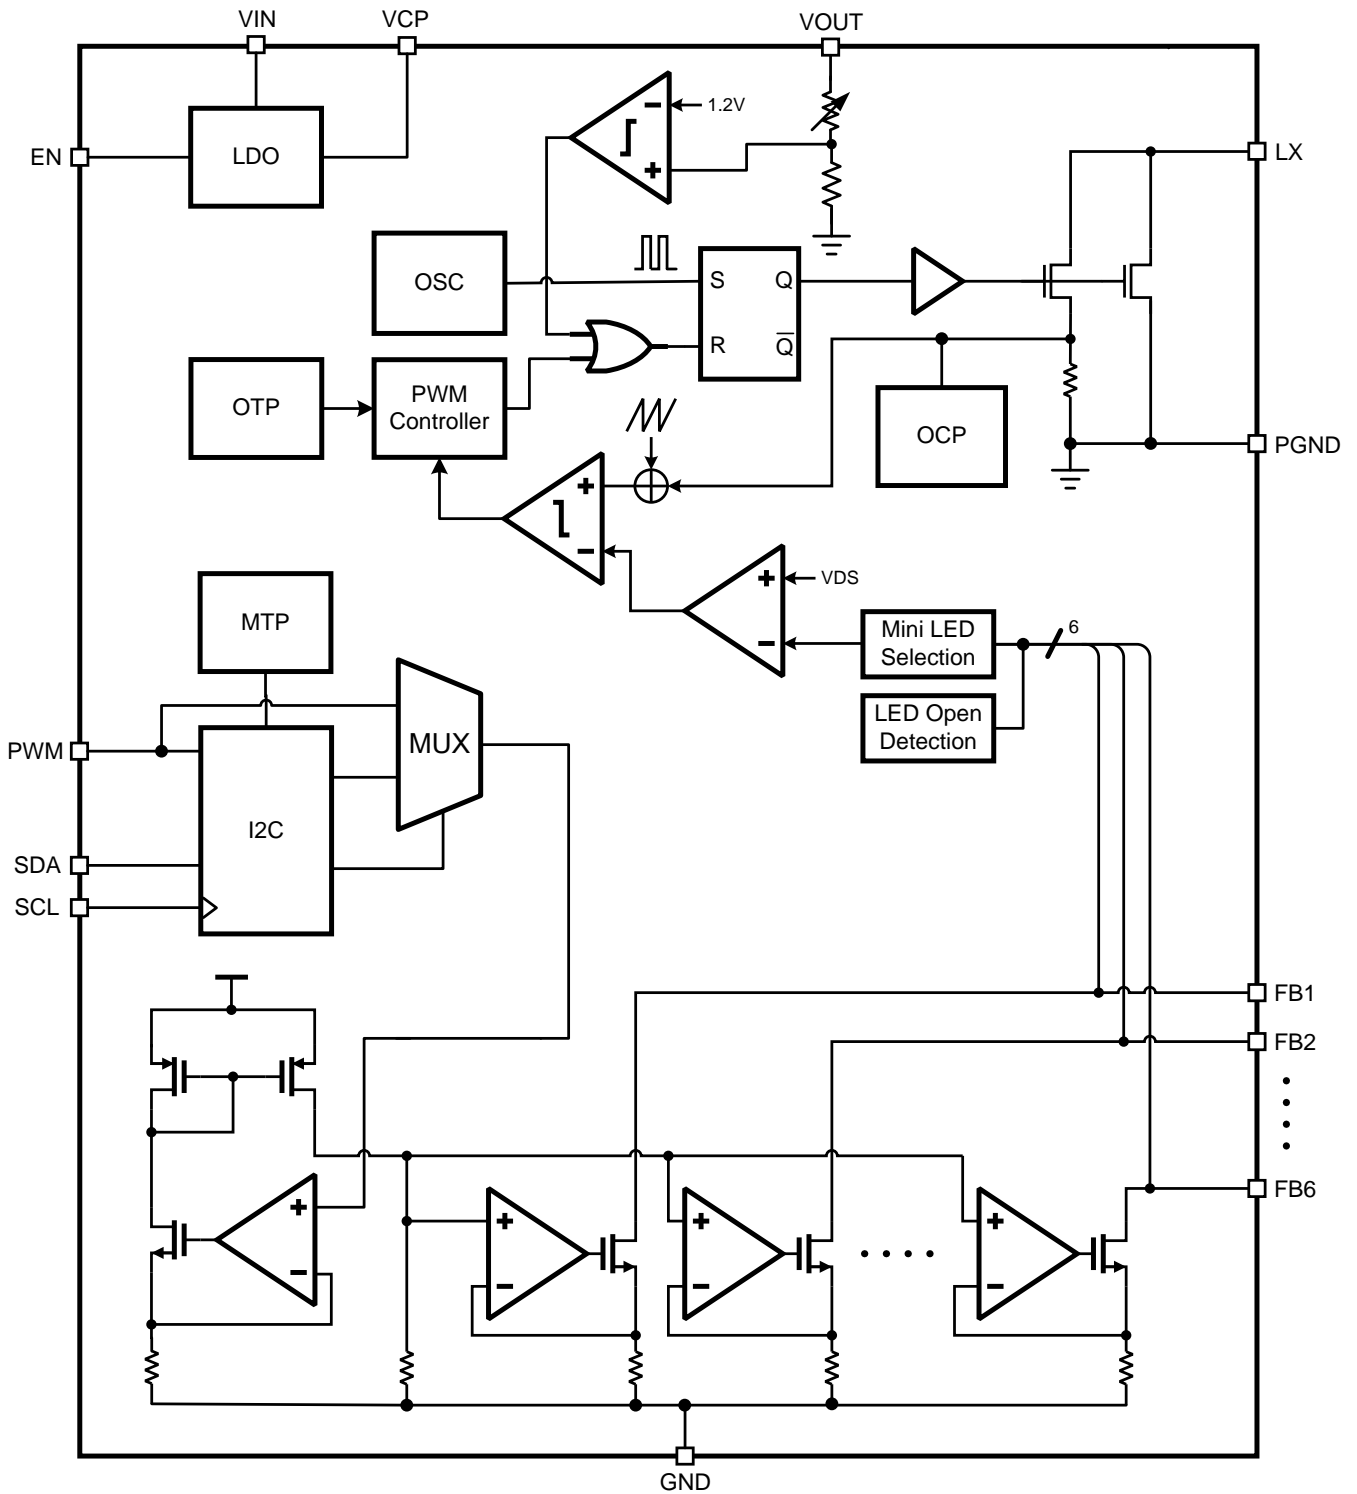 VIN
VCP
VOUT
1.2V
EN
LDO
LX
OSC
S
Q
R
Q̅
OTP
PWM
Controller
OCP
PGND
VDS
MTP
Mini LED
Selection
6
LED Open
Detection
PWM
MUX
I2C
SDA
SCL
FB1
FB2
FB6
GND